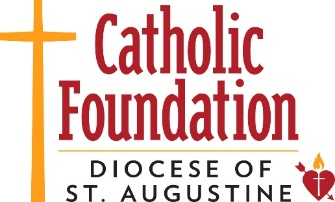 Catholic
Foundation
DIOCESE OF
ST. AUGUSTINE